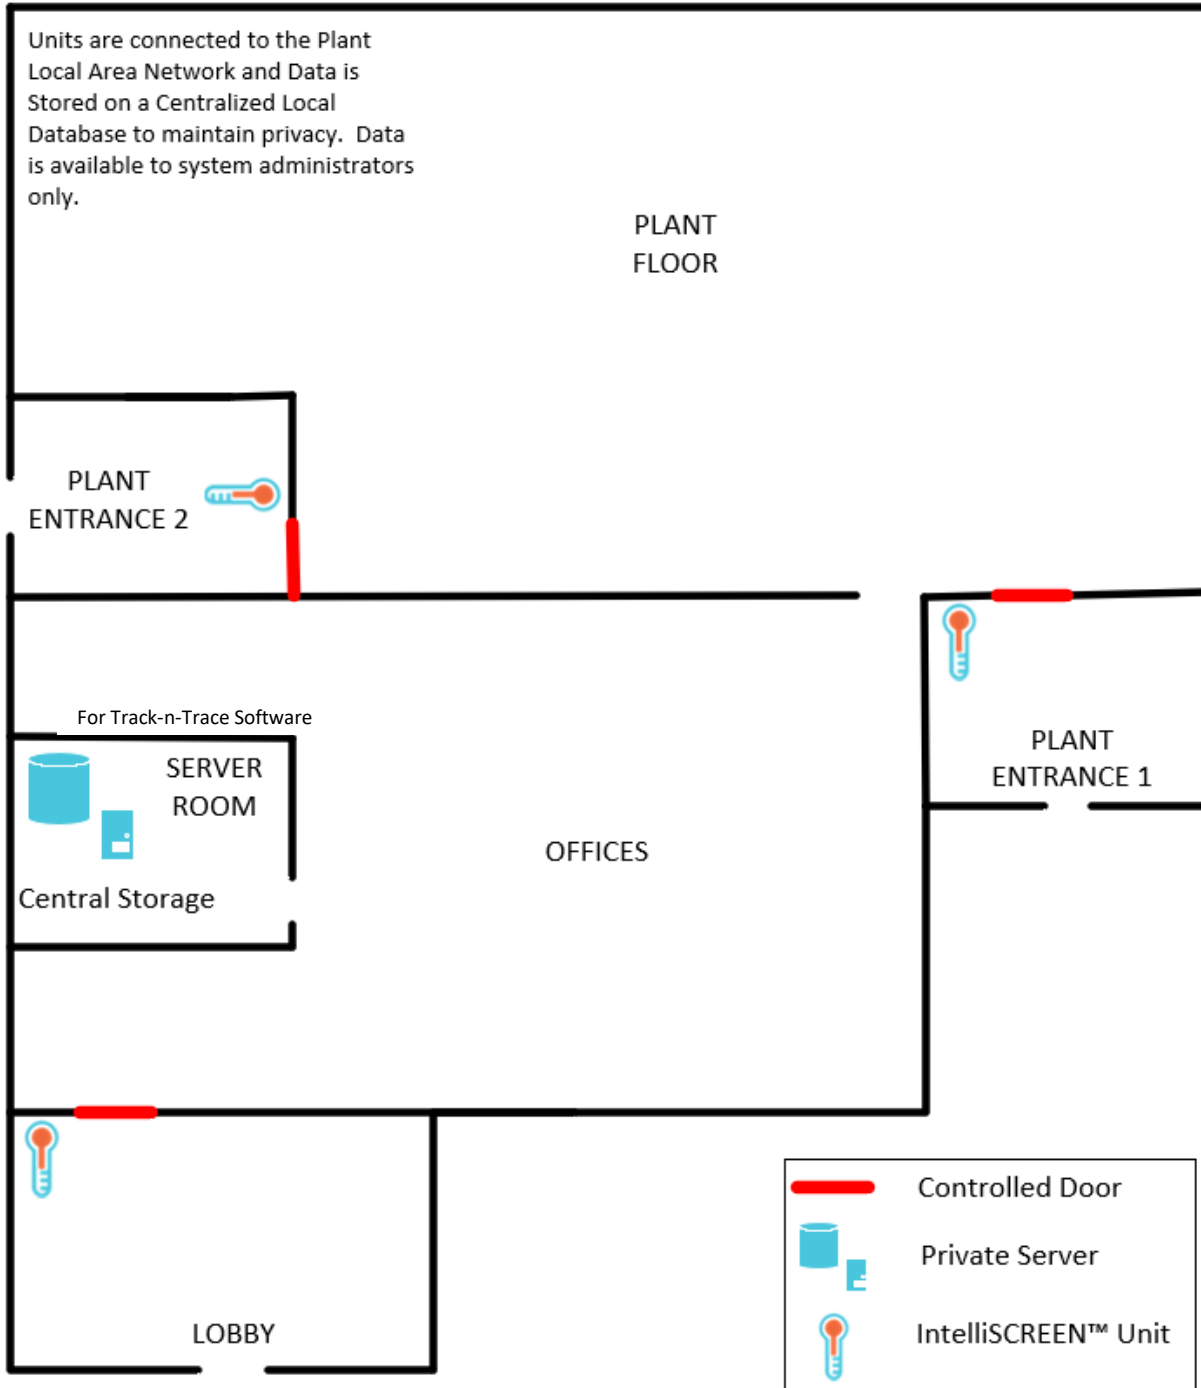 Units are connected to the Plant
Local Area Network and Data is
Stored on a Centralized Local
Database to maintain privacy.  Data
is available to system administrators
only.
PLANT
FLOOR
PLANT
ENTRANCE 2
For Track-n-Trace Software
SERVER
ROOM
Central Storage
PLANT
ENTRANCE 1
OFFICES
LOBBY
Controlled Door
Private Server
IntelliSCREEN™ Unit